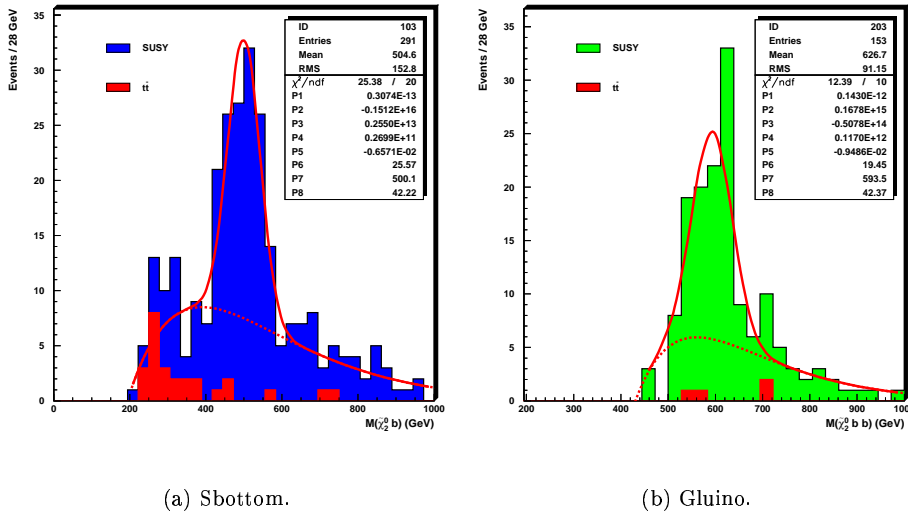 Events / 28 GeV
35
30
25
20
15
10
5
0
0 200 400 600 800 1000
M(χ̃₂⁰ b) (GeV)
SUSY
tt̄
ID 103
Entries 291
Mean 504.6
RMS 152.8
χ²/ndf 25.38 / 20
P1 0.3074E-13
P2 -0.1512E+16
P3 0.2550E+13
P4 0.2699E+11
P5 -0.6571E-02
P6 25.57
P7 500.1
P8 42.22
(a) Sbottom.
Events / 28 GeV
35
30
25
20
15
10
5
0
200 300 400 500 600 700 800 900 1000
M(χ̃₂⁰ b b) (GeV)
SUSY
tt̄
ID 203
Entries 153
Mean 626.7
RMS 91.15
χ²/ndf 12.39 / 10
P1 0.1430E-12
P2 0.1678E+15
P3 -0.5078E+14
P4 0.1170E+12
P5 -0.9486E-02
P6 19.45
P7 593.5
P8 42.37
(b) Gluino.